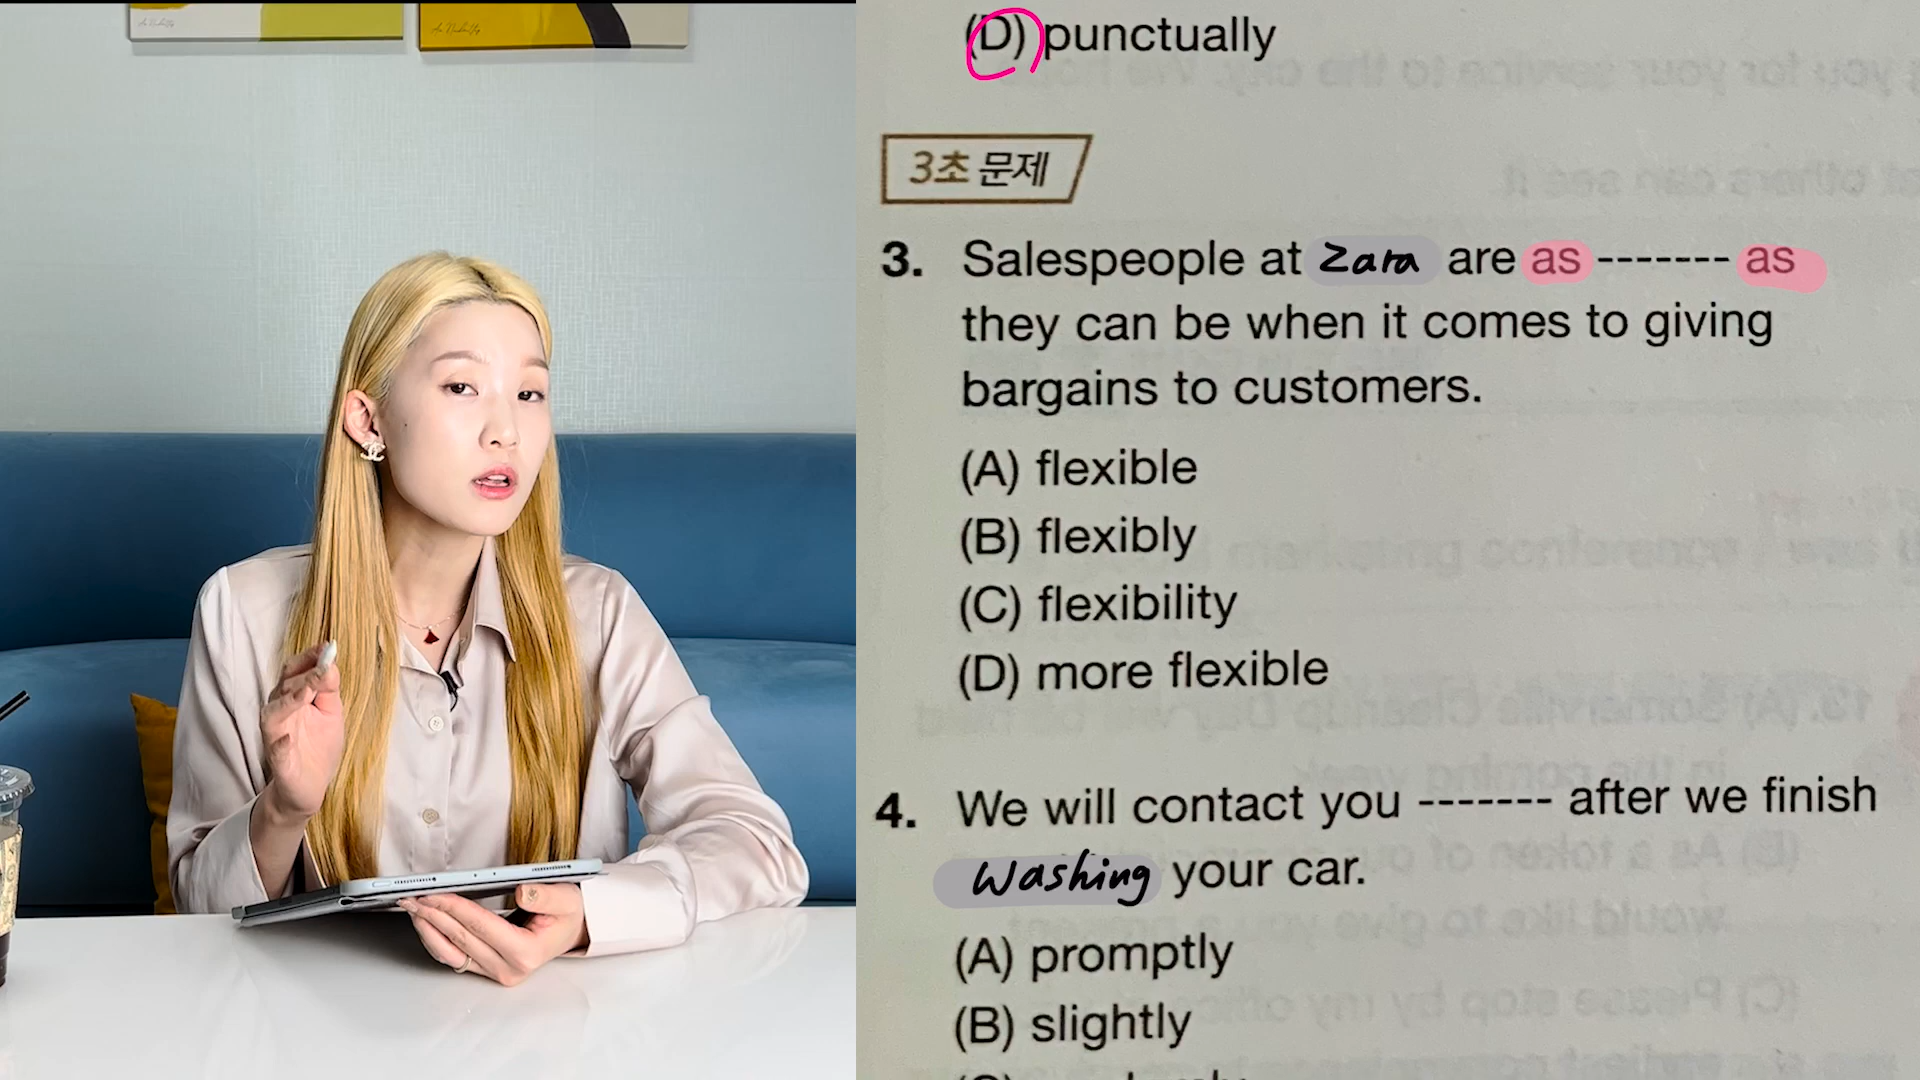 (D) punctually
3초 문제
3. Salespeople at Zara are as ------- as
they can be when it comes to giving
bargains to customers.
(A) flexible
(B) flexibly
(C) flexibility
(D) more flexible
4. We will contact you ------- after we finish
Washing your car.
(A) promptly
(B) slightly